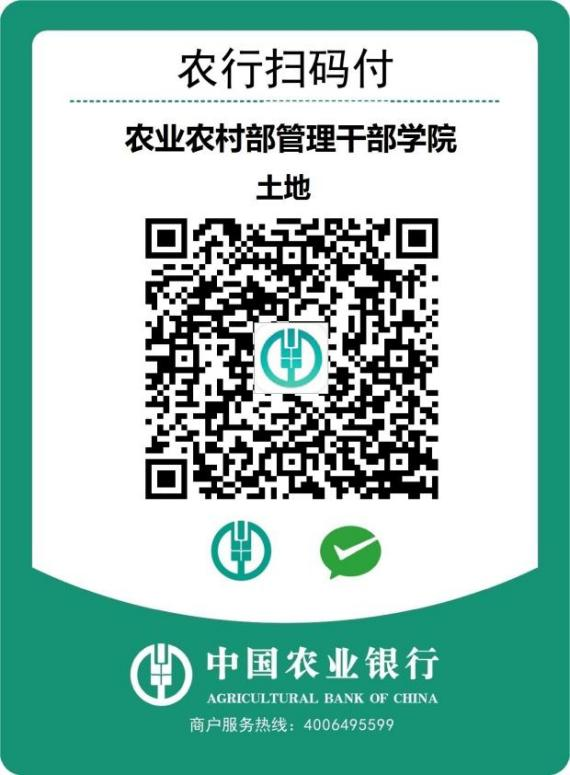 农行扫码付
农业农村部管理干部学院
土地
中国农业银行
AGRICULTURAL BANK OF CHINA
商户服务热线：4006495599